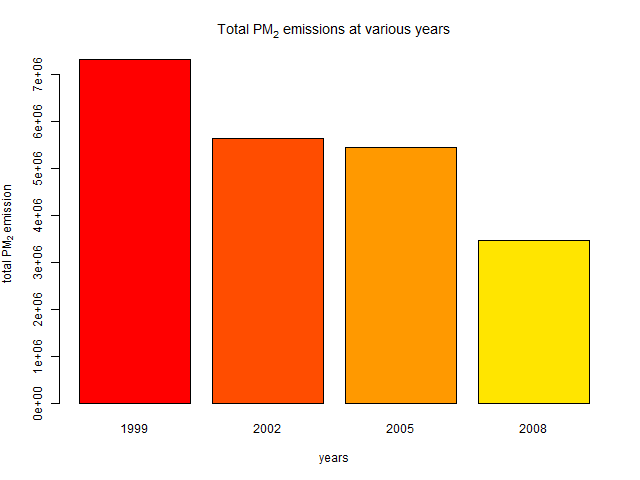 Total PM₂ emissions at various years
total PM₂ emission
7e+06
6e+06
5e+06
4e+06
3e+06
2e+06
1e+06
0e+00
1999 2002 2005 2008
years